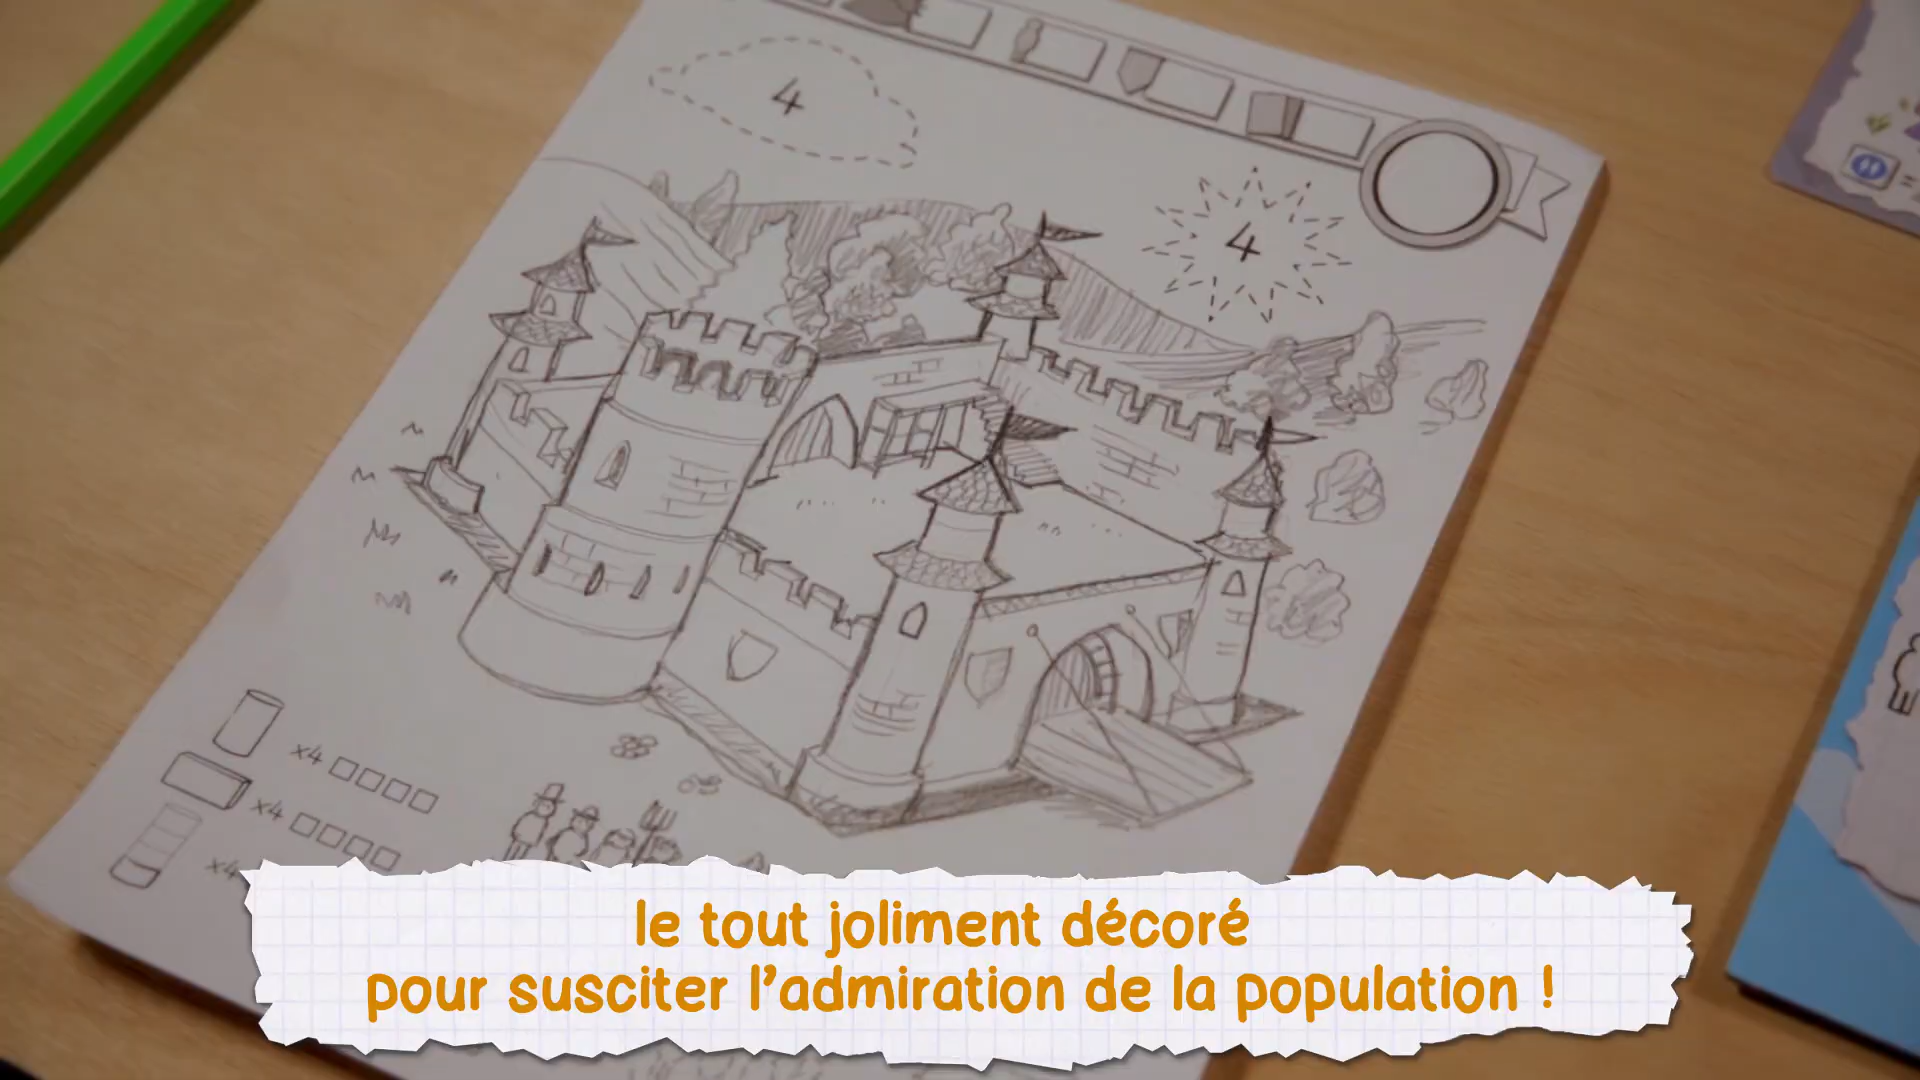 4
4
x4
x4
x4
le tout joliment décoré
pour susciter l'admiration de la population !